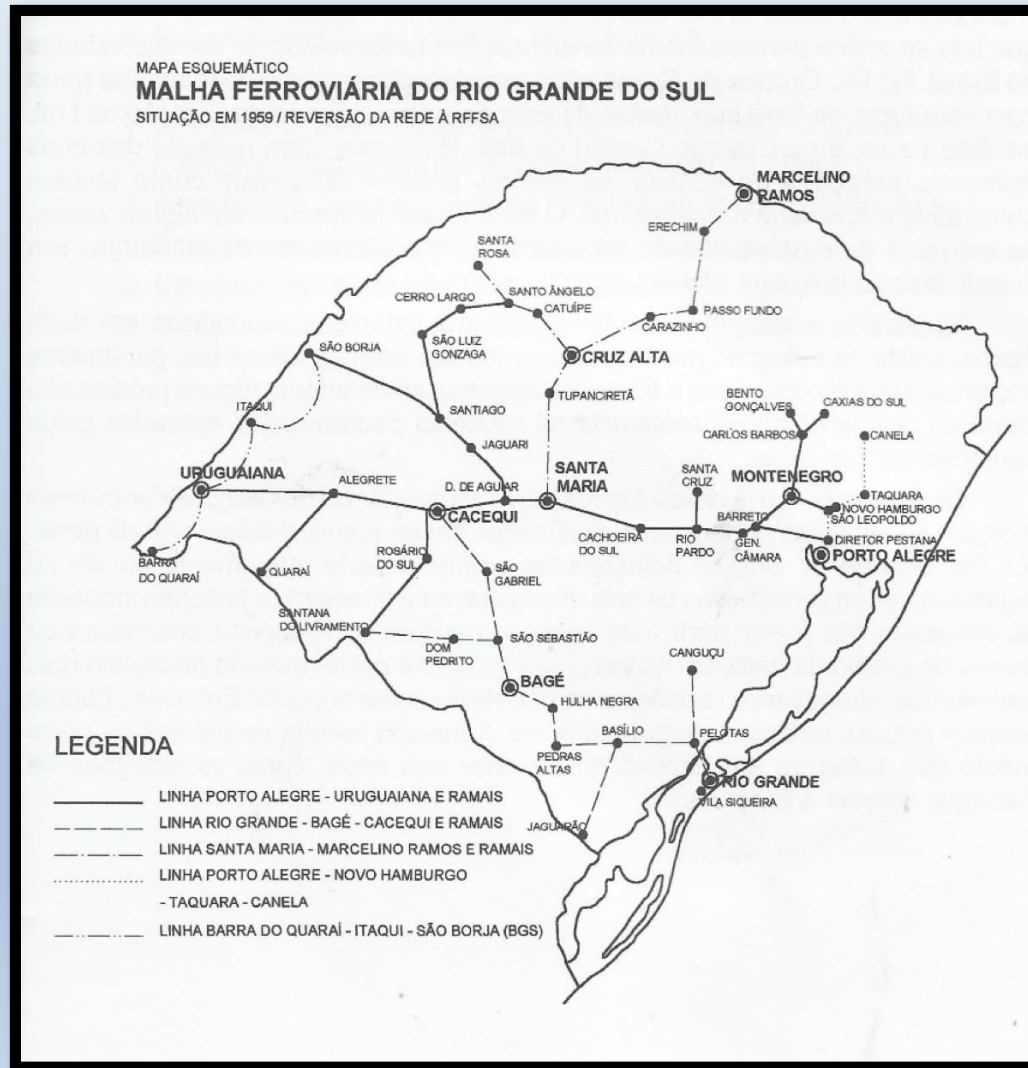 MAPA ESQUEMÁTICO
MALHA FERROVIÁRIA DO RIO GRANDE DO SUL
SITUAÇÃO EM 1959 / REVERSÃO DA REDE À RFFSA
MARCELINO
RAMOS
ERECHIM
SANTA
ROSA
CERRO LARGO
SANTO ÂNGELO
CATUÍPE
CARAZINHO
PASSO FUNDO
SÃO BORJA
SÃO LUIZ
GONZAGA
CRUZ ALTA
ITAQUI
TUPANCIRETÃ
SANTIAGO
BENTO
GONÇALVES
CAXIAS DO SUL
CARLOS BARBOSA
CANELA
JAGUARI
URUGUAIANA
ALEGRETE
D. DE AGUIAR
SANTA
MARIA
SANTA
CRUZ
MONTENEGRO
TAQUARA
NOVO HAMBURGO
SÃO LEOPOLDO
CACEQUI
CACHOEIRA
DO SUL
RIO
PARDO
BARRETO
GEN.
CÂMARA
DIRETOR PESTANA
PORTO ALEGRE
BARRA
DO QUARAÍ
QUARAÍ
ROSÁRIO
DO SUL
SÃO
GABRIEL
SANTANA
DO LIVRAMENTO
DOM
PEDRITO
SÃO SEBASTIÃO
CANGUÇU
BAGÉ
HULHA NEGRA
PEDRAS
ALTAS
BASÍLIO
PELOTAS
RIO GRANDE
VILA SIQUEIRA
JAGUARÃO
LEGENDA
LINHA PORTO ALEGRE - URUGUAIANA E RAMAIS
LINHA RIO GRANDE - BAGÉ - CACEQUI E RAMAIS
LINHA SANTA MARIA - MARCELINO RAMOS E RAMAIS
LINHA PORTO ALEGRE - NOVO HAMBURGO
- TAQUARA - CANELA
LINHA BARRA DO QUARAÍ - ITAQUI - SÃO BORJA (BGS)